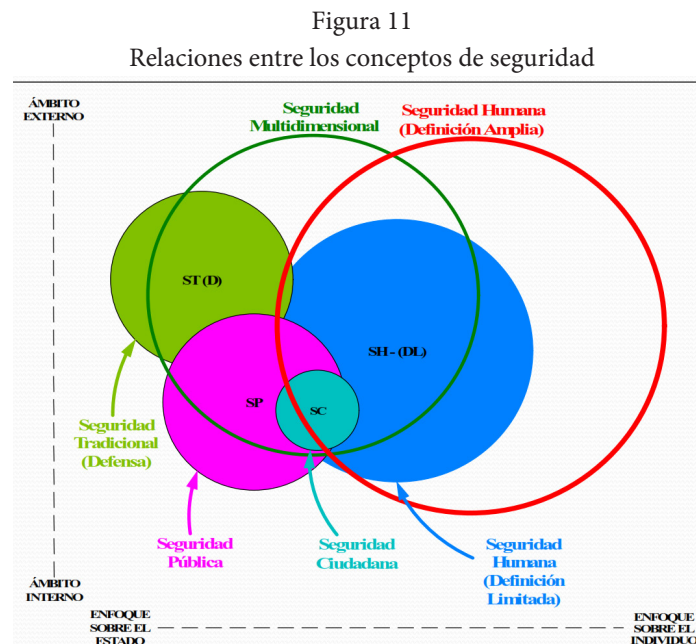 Figura 11
Relaciones entre los conceptos de seguridad
ÁMBITO
EXTERNO
Seguridad
Multidimensional
Seguridad Humana
(Definición Amplia)
ST (D)
SH - (DL)
SP
SC
Seguridad
Tradicional
(Defensa)
Seguridad
Pública
Seguridad
Ciudadana
Seguridad
Humana
(Definición
Limitada)
ÁMBITO
INTERNO
ENFOQUE
SOBRE EL
ESTADO
ENFOQUE
SOBRE EL
INDIVIDUO